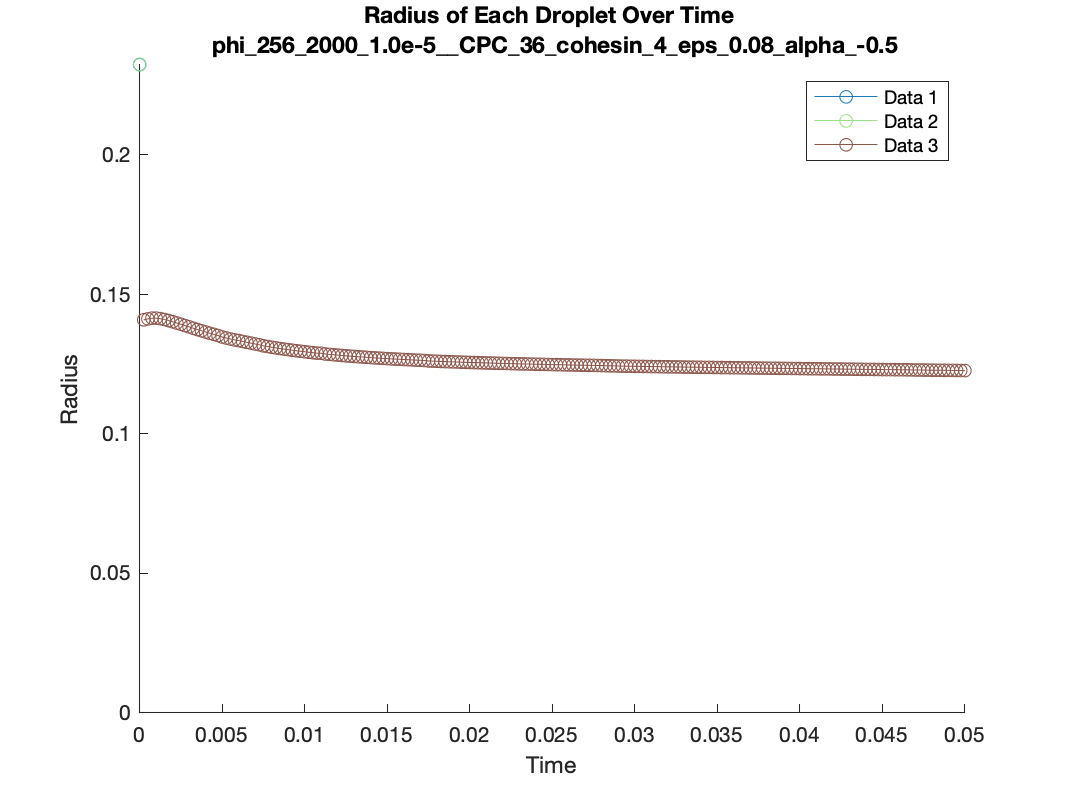 Radius of Each Droplet Over Time
phi_256_2000_1.0e-5__CPC_36_cohesin_4_eps_0.08_alpha_-0.5
Data 1
Data 2
Data 3
0.2
0.15
0.1
0.05
0
Radius
0 0.005 0.01 0.015 0.02 0.025 0.03 0.035 0.04 0.045 0.05
Time